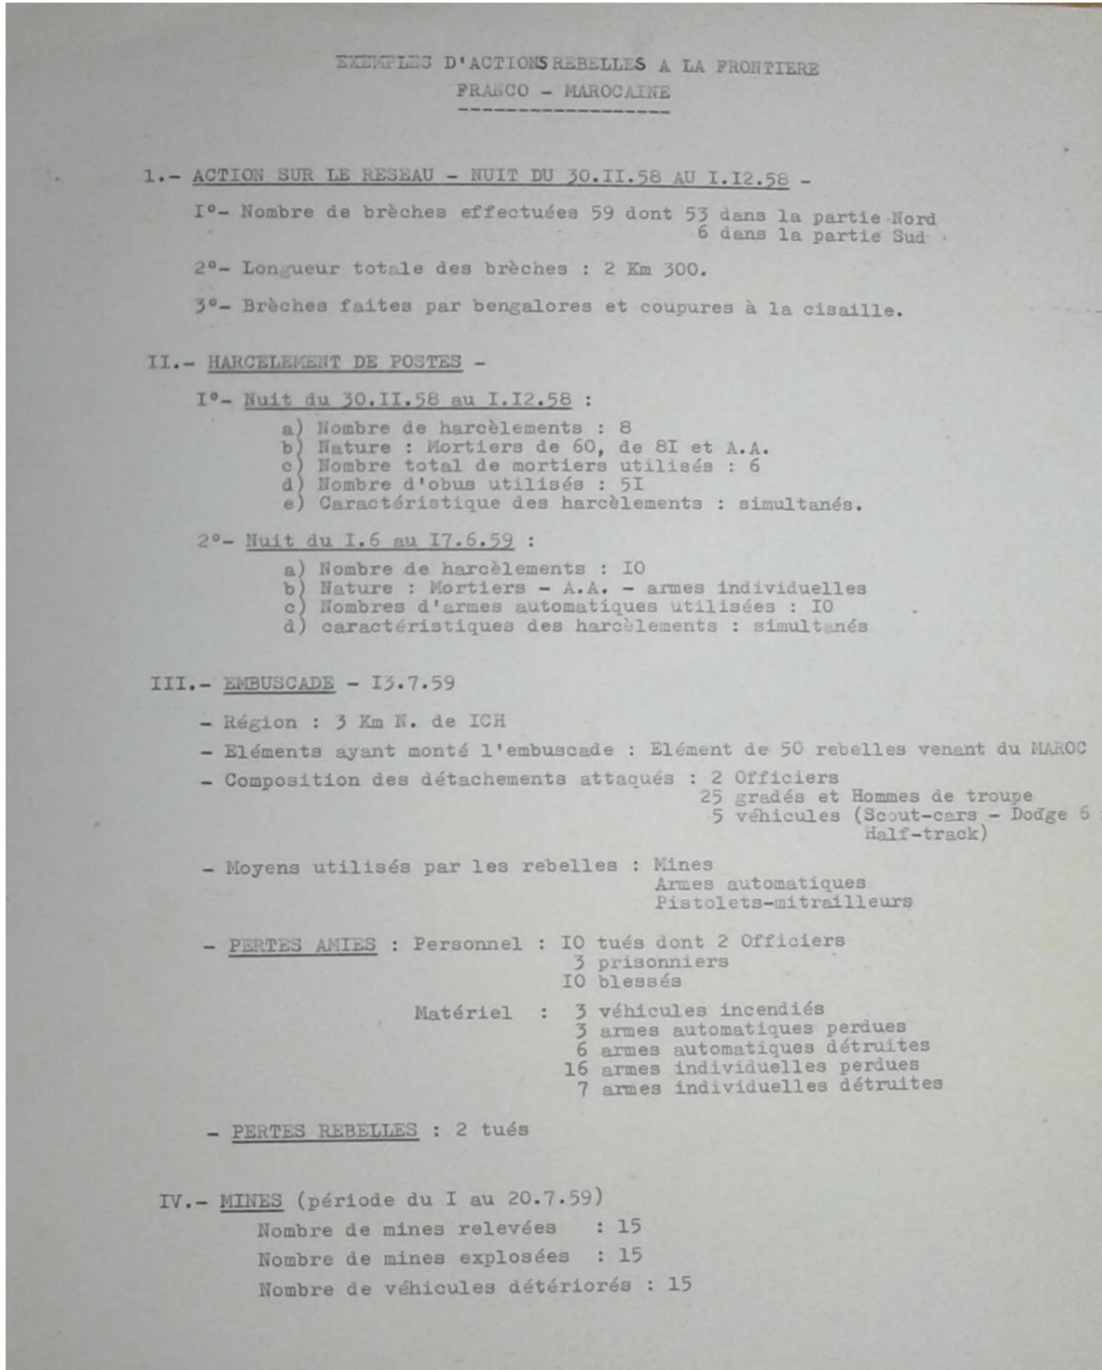 EXEMPLES D'ACTIONS REBELLES A LA FRONTIERE
FRANCO - MAROCAINE
1.- ACTION SUR LE RESEAU - NUIT DU 30.II.58 AU I.I2.58 -
I°- Nombre de brèches effectuées 59 dont 53 dans la partie Nord
6 dans la partie Sud
2°- Longueur totale des brèches : 2 Km 300.
3°- Brèches faites par bengalores et coupures à la cisaille.
II.- HARCELEMENT DE POSTES -
I°- Nuit du 30.II.58 au I.I2.58 :
a) Nombre de harcèlements : 8
b) Nature : Mortiers de 60, de 8I et A.A.
c) Nombre total de mortiers utilisés : 6
d) Nombre d'obus utilisés : 5I
e) Caractéristique des harcèlements : simultanés.
2°- Nuit du I.6 au I7.6.59 :
a) Nombre de harcèlements : IO
b) Nature : Mortiers - A.A. - armes individuelles
c) Nombres d'armes automatiques utilisées : IO
d) caractéristiques des harcèlements : simultanés
III.- EMBUSCADE - I3.7.59
- Région : 3 Km N. de ICH
- Eléments ayant monté l'embuscade : Elément de 50 rebelles venant du MAROC
- Composition des détachements attaqués : 2 Officiers
25 gradés et Hommes de troupe
5 véhicules (Scout-cars - Dodge 6
Half-track)
- Moyens utilisés par les rebelles : Mines
Armes automatiques
Pistolets-mitrailleurs
- PERTES AMIES : Personnel : IO tués dont 2 Officiers
3 prisonniers
IO blessés
Matériel : 3 véhicules incendiés
3 armes automatiques perdues
6 armes automatiques détruites
16 armes individuelles perdues
7 armes individuelles détruites
- PERTES REBELLES : 2 tués
IV.- MINES (période du I au 20.7.59)
Nombre de mines relevées : 15
Nombre de mines explosées : 15
Nombre de véhicules détériorés : 15